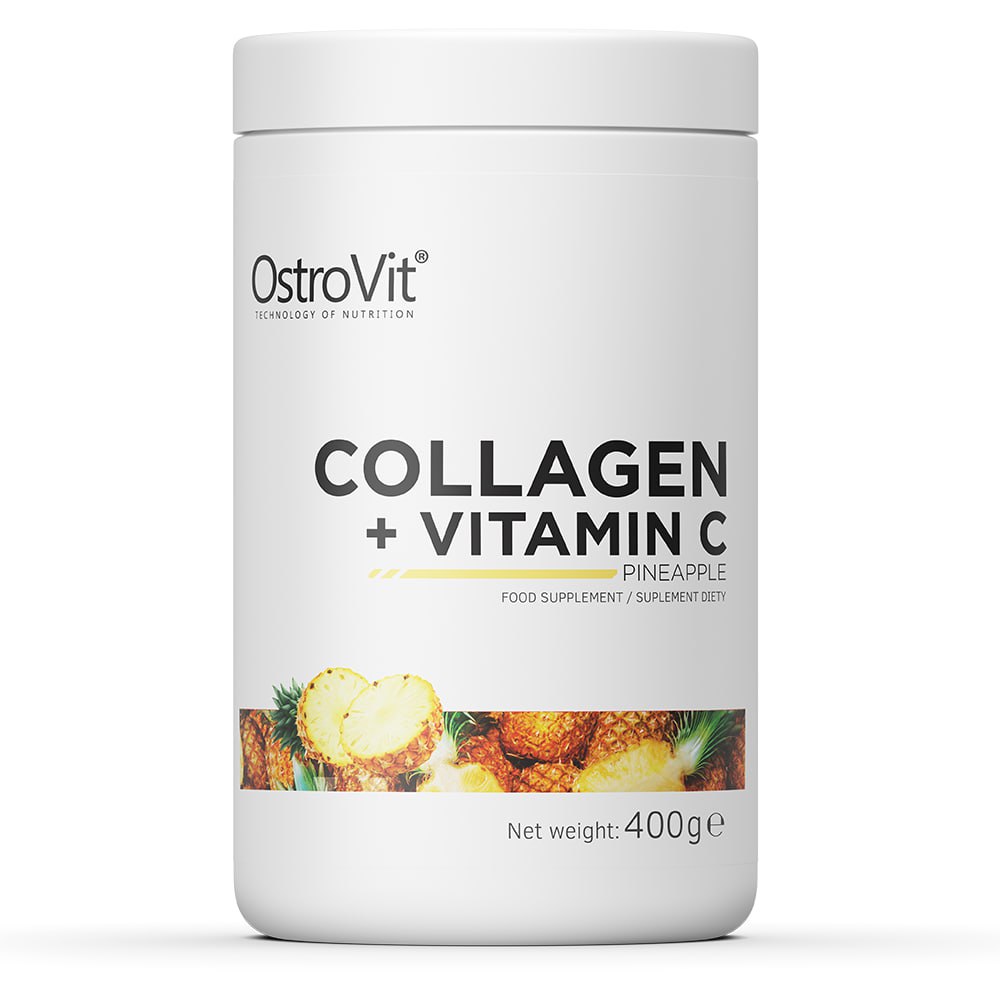 OstroVit®
TECHNOLOGY OF NUTRITION
COLLAGEN
+ VITAMIN C
PINEAPPLE
FOOD SUPPLEMENT / SUPLEMENT DIETY
Net weight: 400g℮